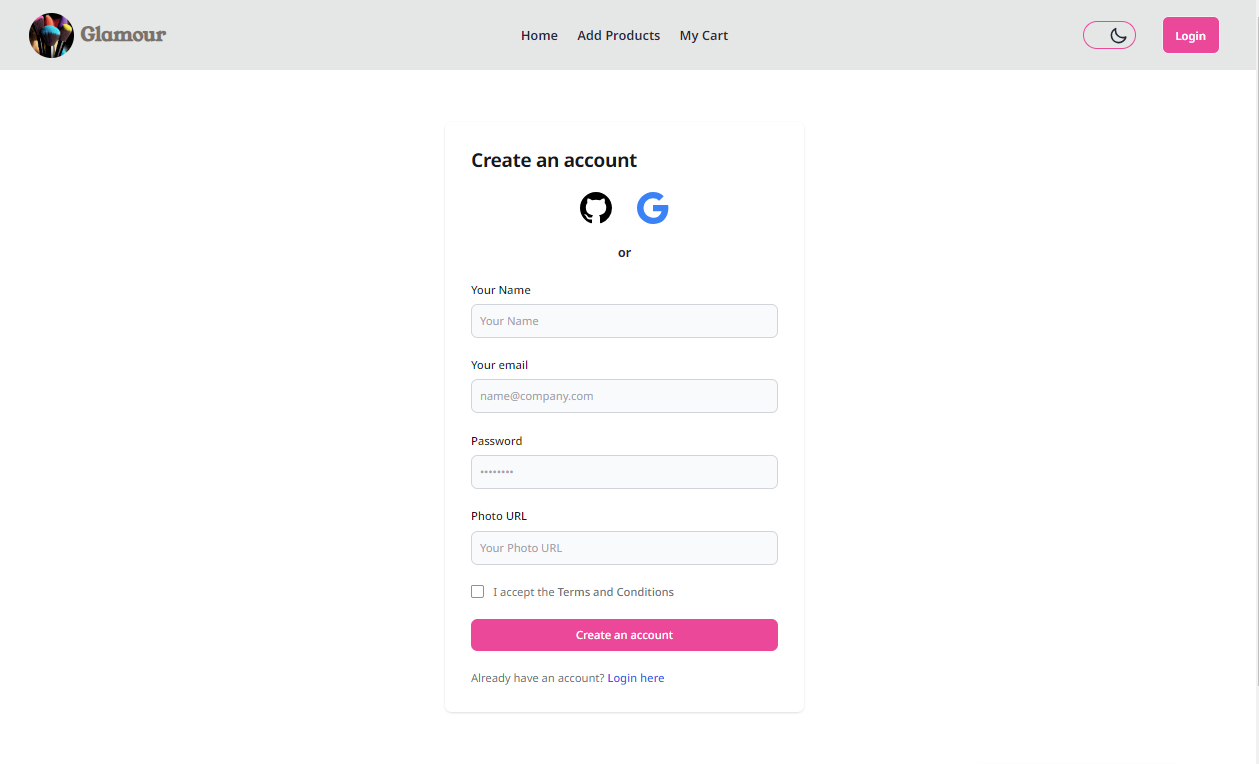 Glamour
Home Add Products My Cart
Login
Create an account
or
Your Name
Your Name
Your email
name@company.com
Password
••••••••
Photo URL
Your Photo URL
I accept the Terms and Conditions
Create an account
Already have an account? Login here